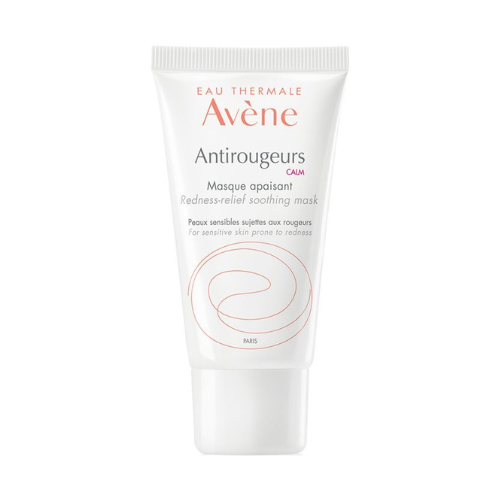 EAU THERMALE
Avène
Antirougeurs
CALM
Masque apaisant
Redness-relief soothing mask
Peaux sensibles sujettes aux rougeurs
For sensitive skin prone to redness
PARIS